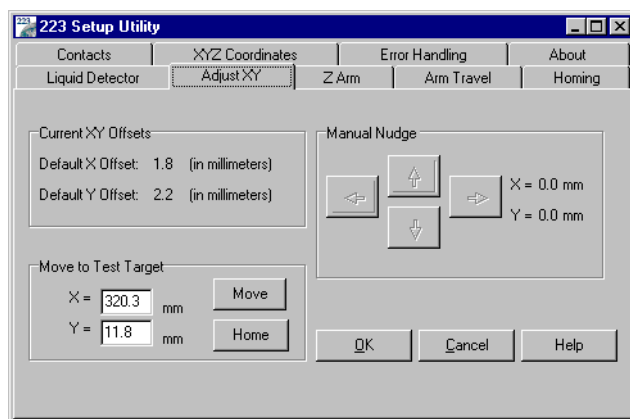 223 223 Setup Utility
Contacts XYZ Coordinates Error Handling About
Liquid Detector Adjust XY Z Arm Arm Travel Homing
Current XY Offsets
Default X Offset: 1.8 (in millimeters)
Default Y Offset: 2.2 (in millimeters)
Manual Nudge
X = 0.0 mm
Y = 0.0 mm
Move to Test Target
X = 320.3 mm Move
Y = 11.8 mm Home
OK Cancel Help